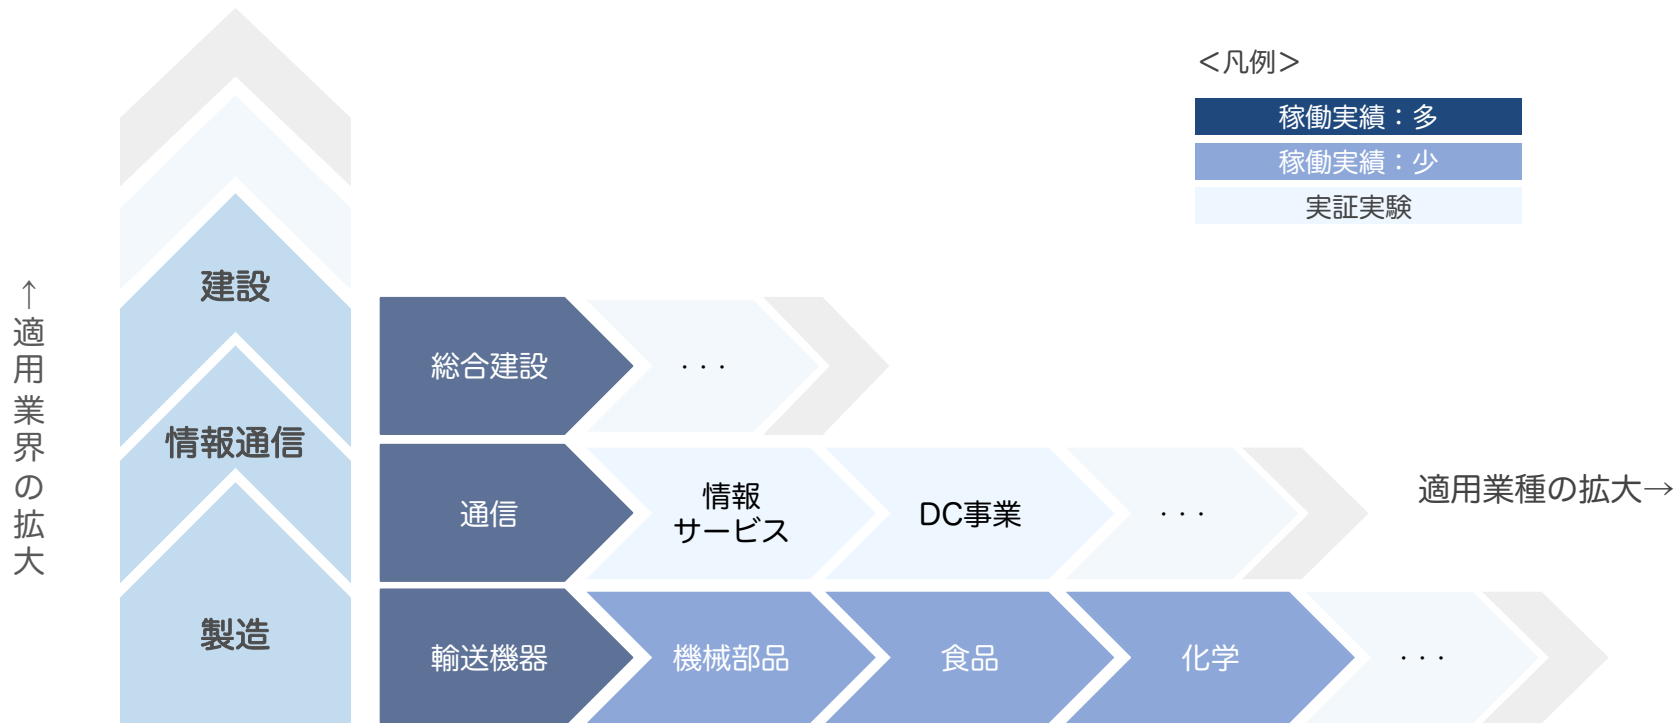 ＜凡例＞
稼働実績：多
稼働実績：少
実証実験
↑適用業界の拡大
建設
総合建設
・・・
情報通信
通信
情報
サービス
DC事業
・・・
適用業種の拡大→
製造
輸送機器
機械部品
食品
化学
・・・